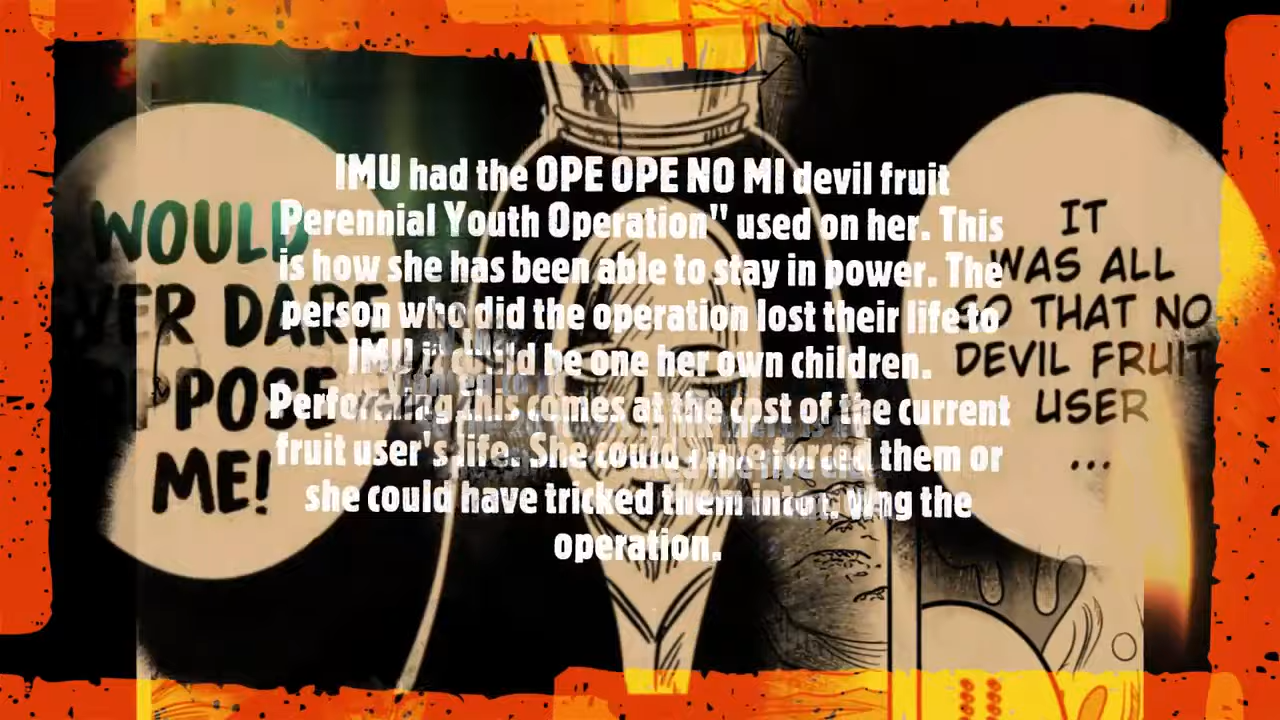 WOULD
DARE
ME!
IMU had the OPE OPE NO MI devil fruit
Perennial Youth Operation" used on her. This
is how she has been able to stay in power. The
person who did the operation lost their life to
IMU it could be one her own children.
Performing this comes at the cost of the current
fruit user's life. She could have forced them or
she could have tricked them into the
operation.
IT
WAS ALL
SO THAT NO
DEVIL FRUIT
USER
...